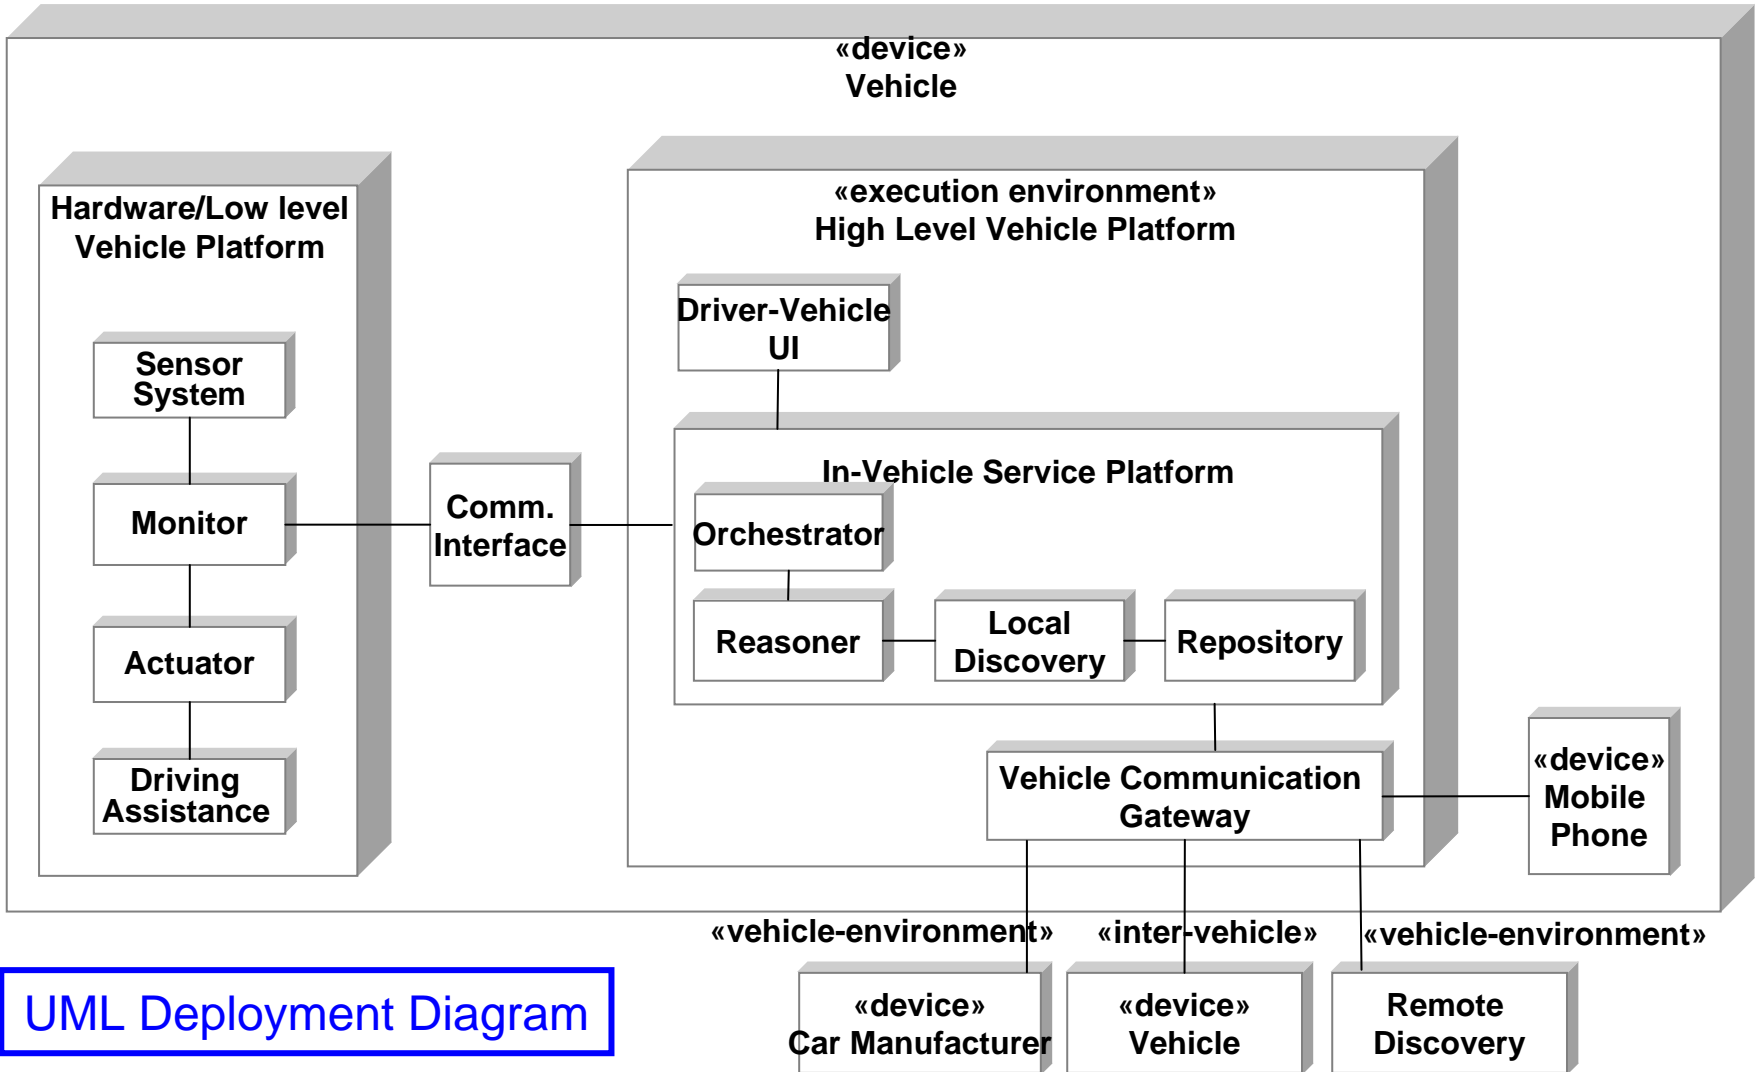 «device»
Vehicle
Hardware/Low level
Vehicle Platform
Sensor
System
Monitor
Actuator
Driving
Assistance
Comm.
Interface
«execution environment»
High Level Vehicle Platform
Driver-Vehicle
UI
In-Vehicle Service Platform
Orchestrator
Reasoner
Local
Discovery
Repository
Vehicle Communication
Gateway
«device»
Mobile
Phone
«vehicle-environment»
«inter-vehicle»
«vehicle-environment»
«device»
Car Manufacturer
«device»
Vehicle
Remote
Discovery
UML Deployment Diagram